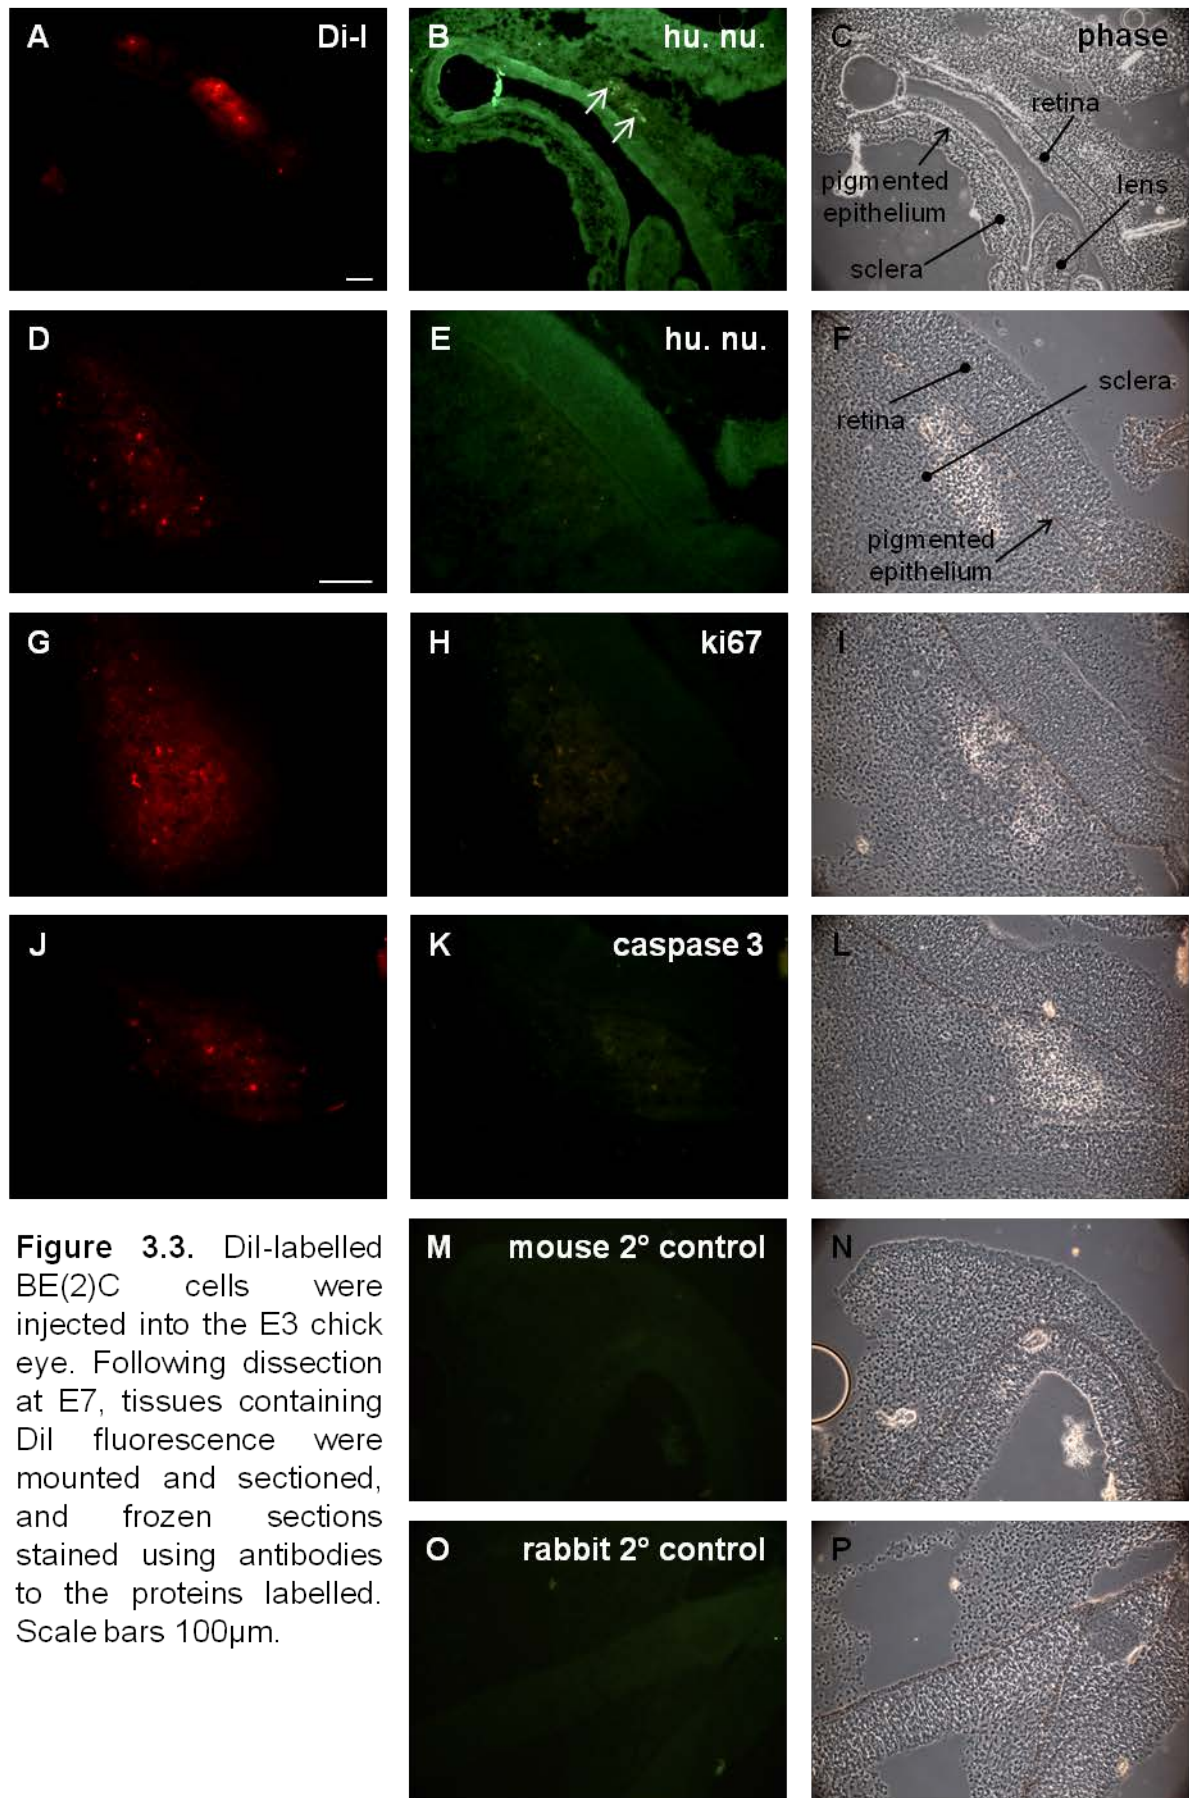 A Di-I
B hu. nu.
C phase
retina
pigmented
epithelium
lens
sclera
D
E hu. nu.
F
sclera
retina
pigmented
epithelium
G
H ki67
I
J
K caspase 3
L
Figure 3.3. DiI-labelled
BE(2)C cells were
injected into the E3 chick
eye. Following dissection
at E7, tissues containing
DiI fluorescence were
mounted and sectioned,
and frozen sections
stained using antibodies
to the proteins labelled.
Scale bars 100µm.
M mouse 2° control
N
O rabbit 2° control
P